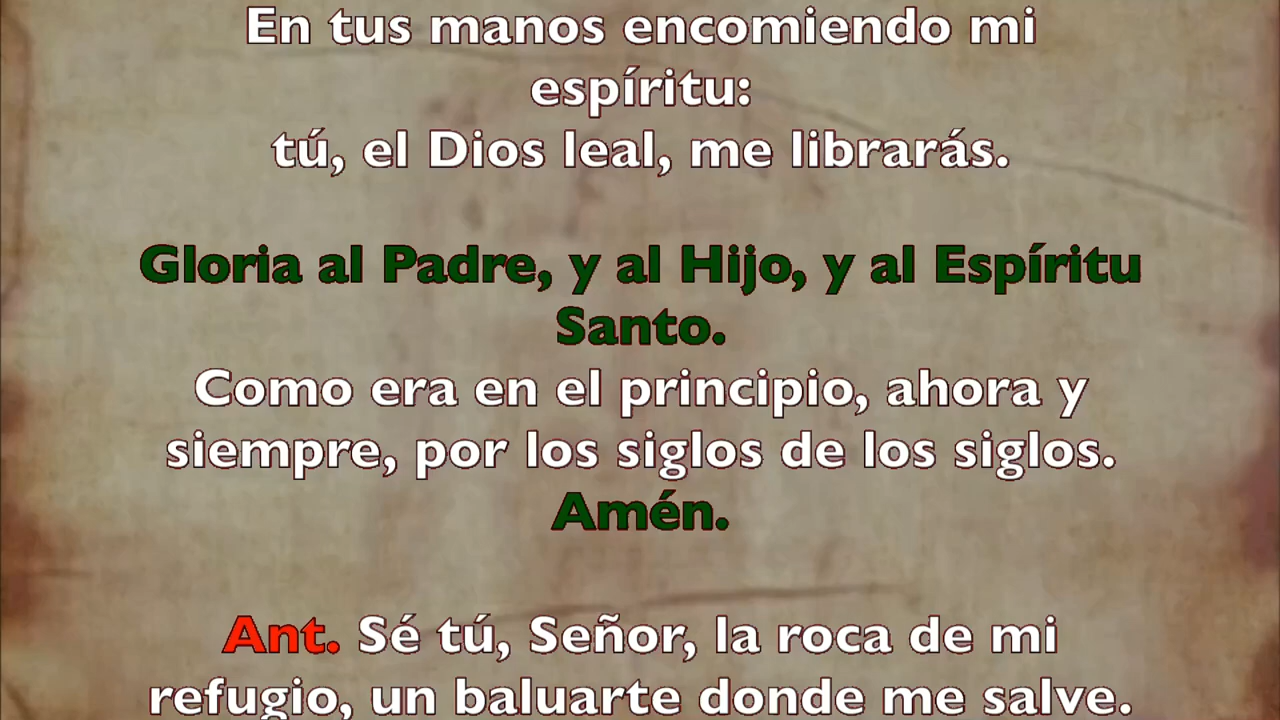 En tus manos encomiendo mi
espíritu:
tú, el Dios leal, me librarás.
Gloria al Padre, y al Hijo, y al Espíritu
Santo.
Como era en el principio, ahora y
siempre, por los siglos de los siglos.
Amén.
Ant. Sé tú, Señor, la roca de mi
refugio, un baluarte donde me salve.